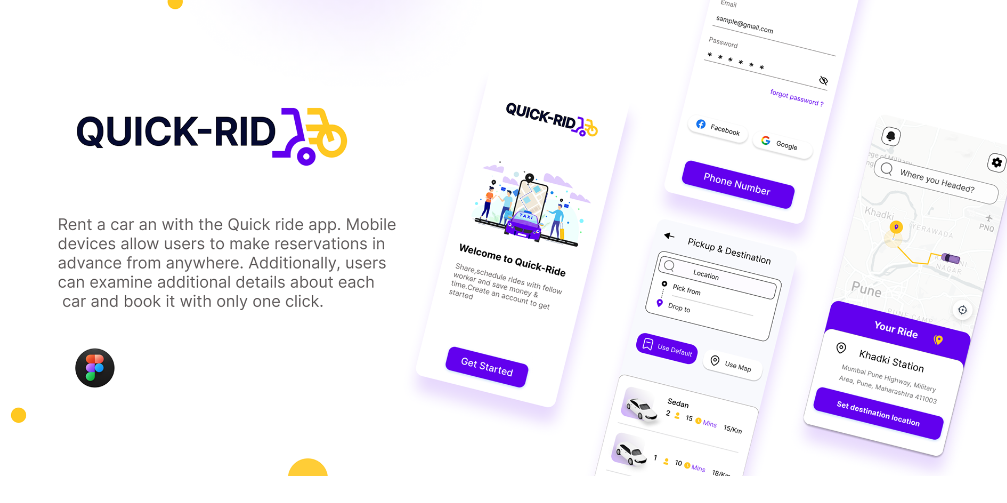 QUICK-RID
Rent a car an with the Quick ride app. Mobile
devices allow users to make reservations in
advance from anywhere. Additionally, users
can examine additional details about each
car and book it with only one click.
QUICK-RID
TAXI
Welcome to Quick-Ride
Share,schedule rides with fellow
worker and save money &
time.Create an account to get
started
Get Started
Email
sample@gmail.com
Password
* * * * * *
forgot password ?
Facebook
Google
Phone Number
Pickup & Destination
Location
Pick from
Drop to
Use Default
Use Map
Sedan
2 15 Mins 15/Km
1 10 Mins 18/Km
Where you Headed?
Khadki
YERAWADA
PNQ
NAGAR
Pune
Your Ride
Khadki Station
Mumbai Pune Highway, Military
Area, Pune, Maharashtra 411003
Set destination location